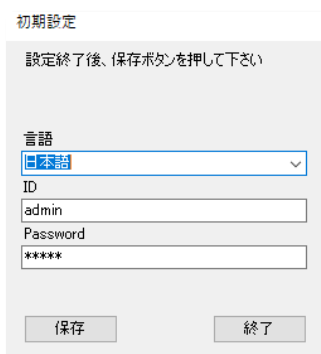 初期設定
設定終了後、保存ボタンを押して下さい
言語
日本語
ID
admin
Password
*****
保存
終了